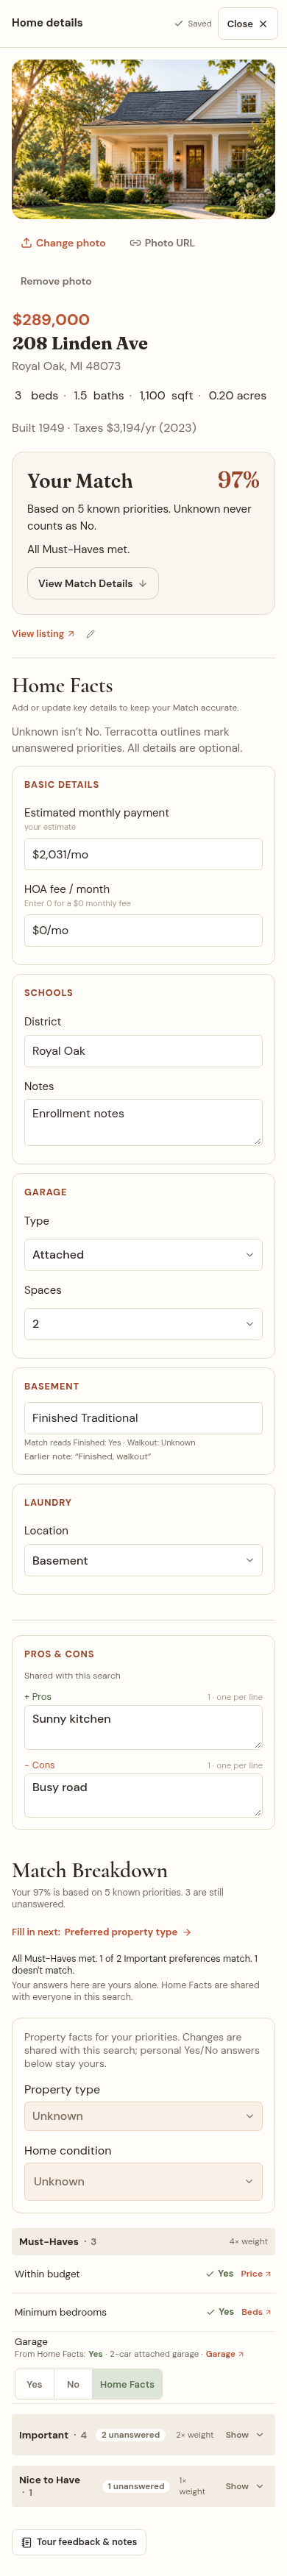 Home details
Saved
Close
Change photo
Photo URL
Remove photo
$289,000
208 Linden Ave
Royal Oak, MI 48073
3 beds · 1.5 baths · 1,100 sqft · 0.20 acres
Built 1949 · Taxes $3,194/yr (2023)
Your Match 97%
Based on 5 known priorities. Unknown never
counts as No.
All Must-Haves met.
View Match Details ↓
View listing ↗
Home Facts
Add or update key details to keep your Match accurate.
Unknown isn’t No. Terracotta outlines mark
unanswered priorities. All details are optional.
BASIC DETAILS
Estimated monthly payment
your estimate
$2,031/mo
HOA fee / month
Enter 0 for a $0 monthly fee
$0/mo
SCHOOLS
District
Royal Oak
Notes
Enrollment notes
GARAGE
Type
Attached
Spaces
2
BASEMENT
Finished Traditional
Match reads Finished: Yes · Walkout: Unknown
Earlier note: “Finished, walkout”
LAUNDRY
Location
Basement
PROS & CONS
Shared with this search
+ Pros 1 · one per line
Sunny kitchen
− Cons 1 · one per line
Busy road
Match Breakdown
Your 97% is based on 5 known priorities. 3 are still
unanswered.
Fill in next: Preferred property type →
All Must-Haves met. 1 of 2 Important preferences match. 1
doesn't match.
Your answers here are yours alone. Home Facts are shared
with everyone in this search.
Property facts for your priorities. Changes are
shared with this search; personal Yes/No answers
below stay yours.
Property type
Unknown
Home condition
Unknown
Must-Haves · 3 4× weight
Within budget Yes Price ↗
Minimum bedrooms Yes Beds ↗
Garage
From Home Facts: Yes · 2-car attached garage · Garage ↗
Yes No Home Facts
Important · 4 2 unanswered 2× weight Show
Nice to Have
· 1 1 unanswered 1×
weight Show
Tour feedback & notes